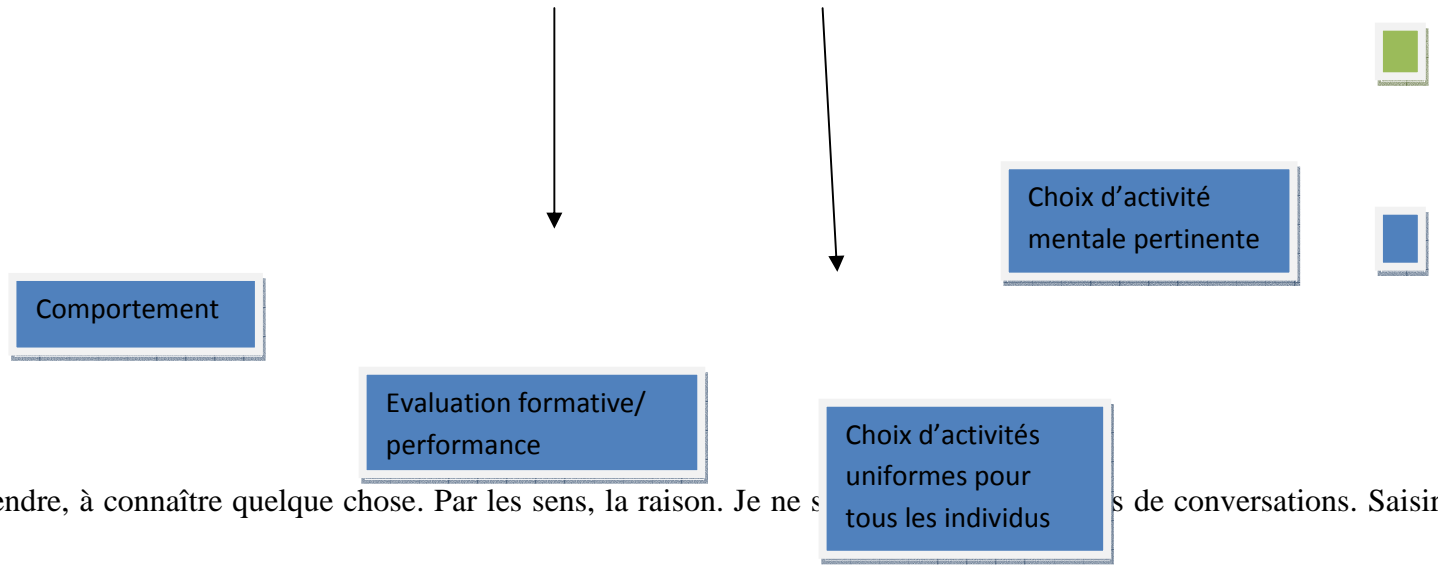 Choix d’activité
mentale pertinente
Comportement
Evaluation formative/
performance
Choix d’activités
uniformes pour
tous les individus
endre, à connaître quelque chose. Par les sens, la raison. Je ne s s de conversations. Saisir